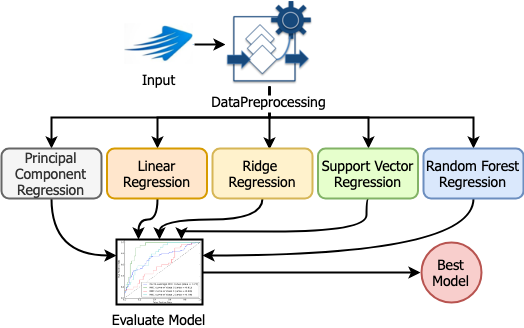 Input
DataPreprocessing
Principal
Component
Regression
Linear
Regression
Ridge
Regression
Support Vector
Regression
Random Forest
Regression
Best
Model
Evaluate Model